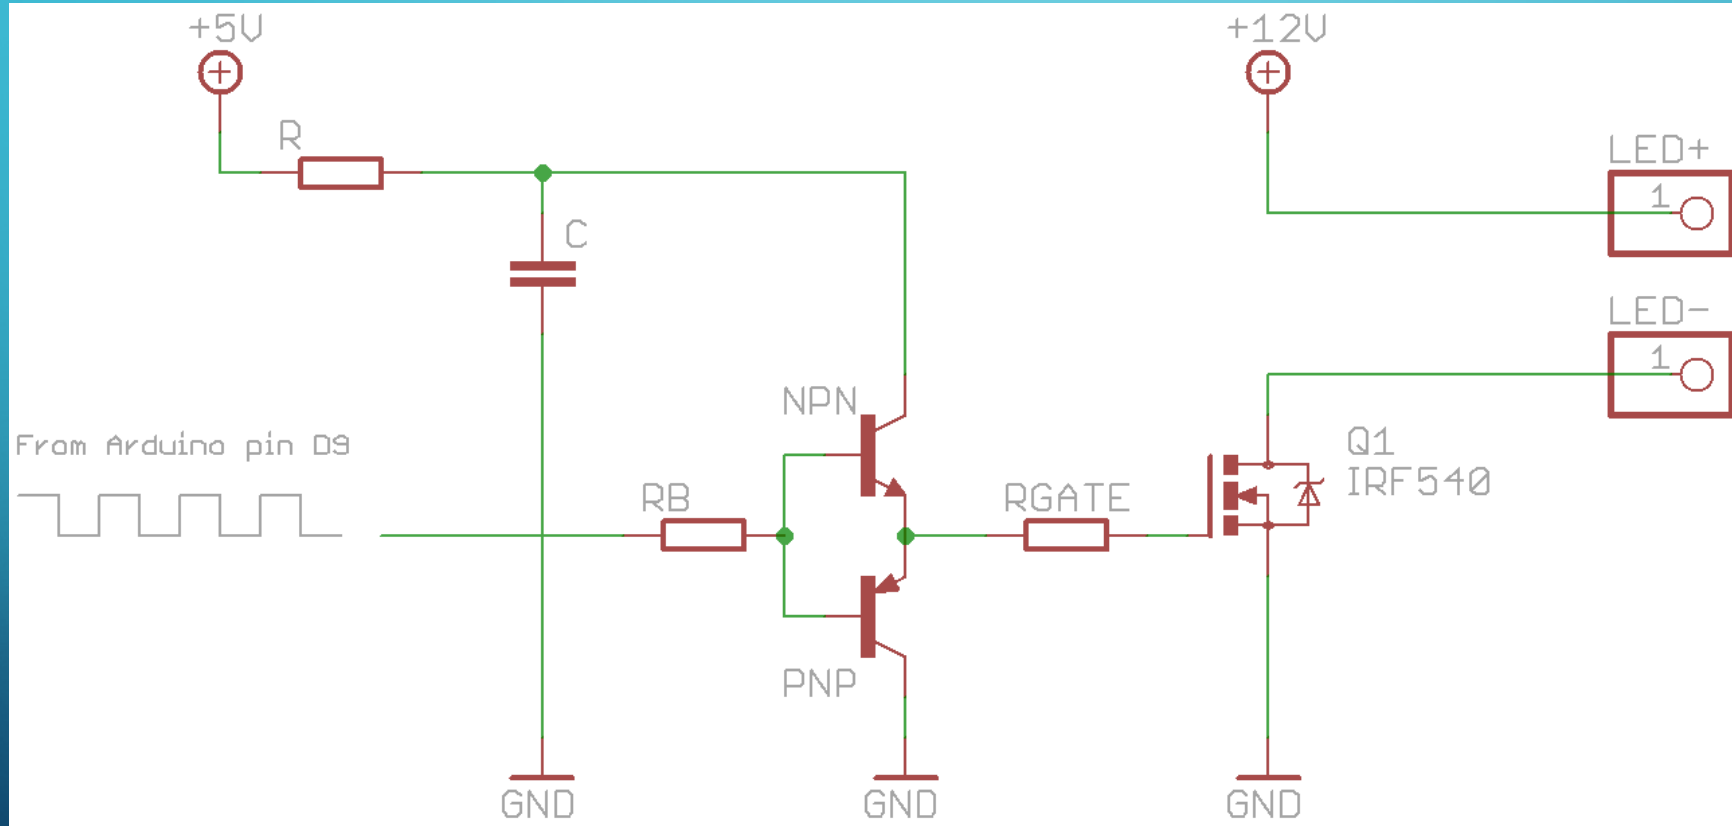 +5V
+12V
R
LED+
1
C
LED-
1
NPN
From Arduino pin D9
Q1
IRF540
RB
RGATE
PNP
GND
GND
GND